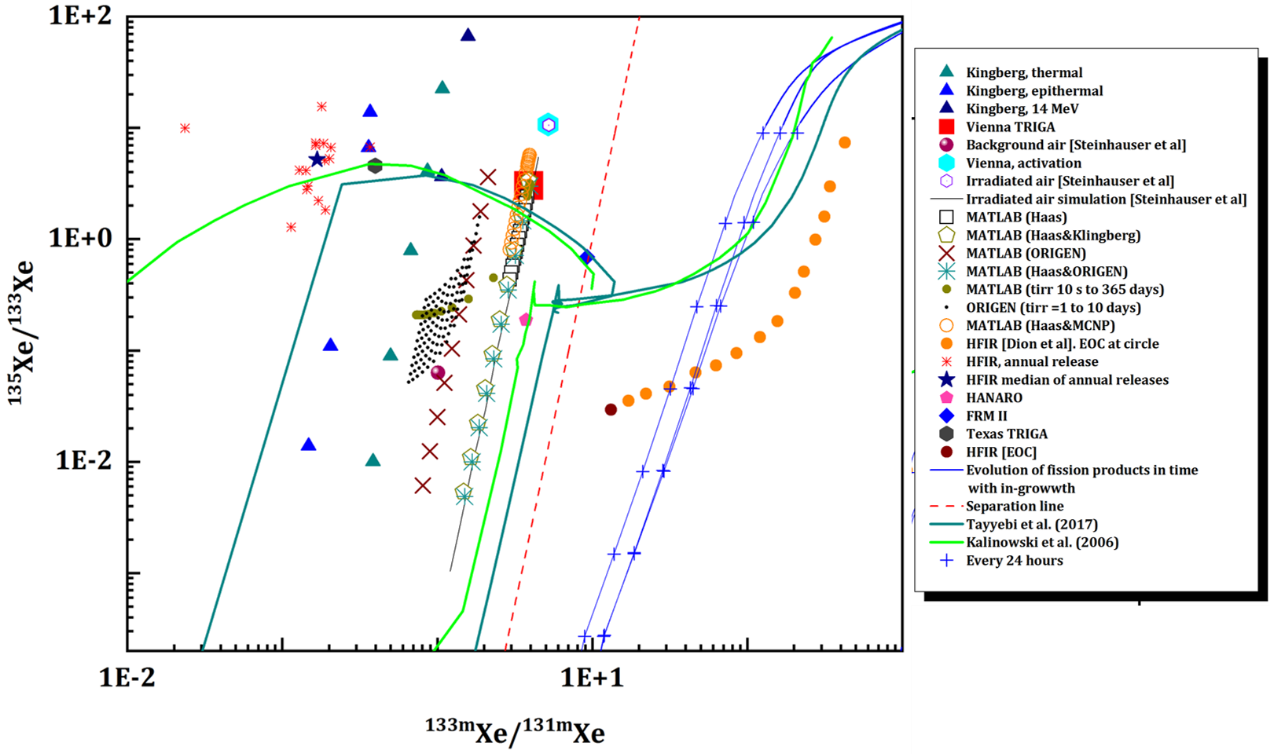 1E+2
1E+0
1E-2
135Xe/133Xe
1E-2
1E+1
133mXe/131mXe
Kingberg, thermal
Kingberg, epithermal
Kingberg, 14 MeV
Vienna TRIGA
Background air [Steinhauser et al]
Vienna, activation
Irradiated air [Steinhauser et al]
Irradiated air simulation [Steinhauser et al]
MATLAB (Haas)
MATLAB (Haas&Klingberg)
MATLAB (ORIGEN)
MATLAB (Haas&ORIGEN)
MATLAB (tirr 10 s to 365 days)
ORIGEN (tirr =1 to 10 days)
MATLAB (Haas&MCNP)
HFIR [Dion et al]. EOC at circle
HFIR, annual release
HFIR median of annual releases
HANARO
FRM II
Texas TRIGA
HFIR [EOC]
Evolution of fission products in time
with in-growwth
Separation line
Tayyebi et al. (2017)
Kalinowski et al. (2006)
Every 24 hours